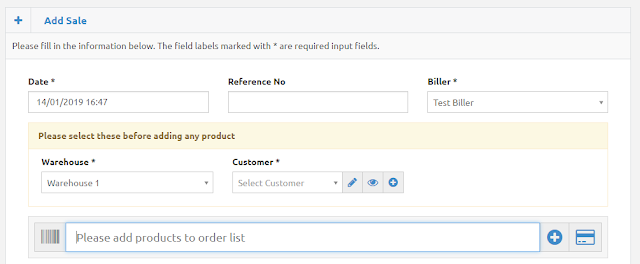 Add Sale
Please fill in the information below. The field labels marked with * are required input fields.
Date * Reference No Biller *
14/01/2019 16:47 Test Biller
Please select these before adding any product
Warehouse * Customer *
Warehouse 1 Select Customer
Please add products to order list